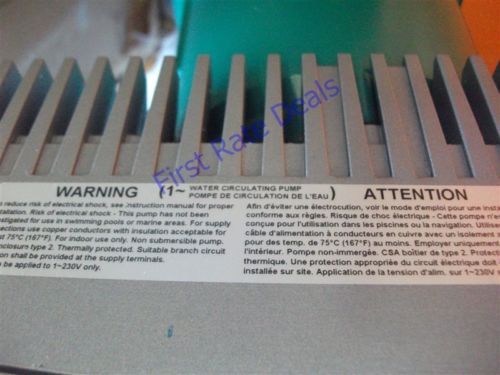 First Rate Deals
WARNING (1~ WATER CIRCULATING PUMP
POMPE DE CIRCULATION DE L'EAU) ATTENTION
reduce risk of electrical shock, see instruction manual for proper
Risk of electrical shock - This pump has not been
for use in swimming pools or marine areas. For supply
use copper conductors with insulation acceptable for
75°C (167°F). For indoor use only. Non submersible pump.
type 2. Thermally protected. Suitable branch circuit
shall be provided at the supply terminals.
be applied to 1~230V only.
Afin d'éviter une électrocution, voir le mode d'emploi pour une
conforme aux règles. Risque de choc électrique - Cette pompe n'e
conçue pour l'utilisation dans les piscines ou la navigation. Utiliser
câble d'alimentation à conducteurs en cuivre avec un isolement a
pour des temp. de 75°C (167°F) au moins. Employer uniquement
l'intérieur. Pompe non-immergée. CSA boîtier de type 2. Protect
thermique. Une protection appropriée du circuit électrique doit
installée sur site. Application de la tension d'alim. sur 1~230V